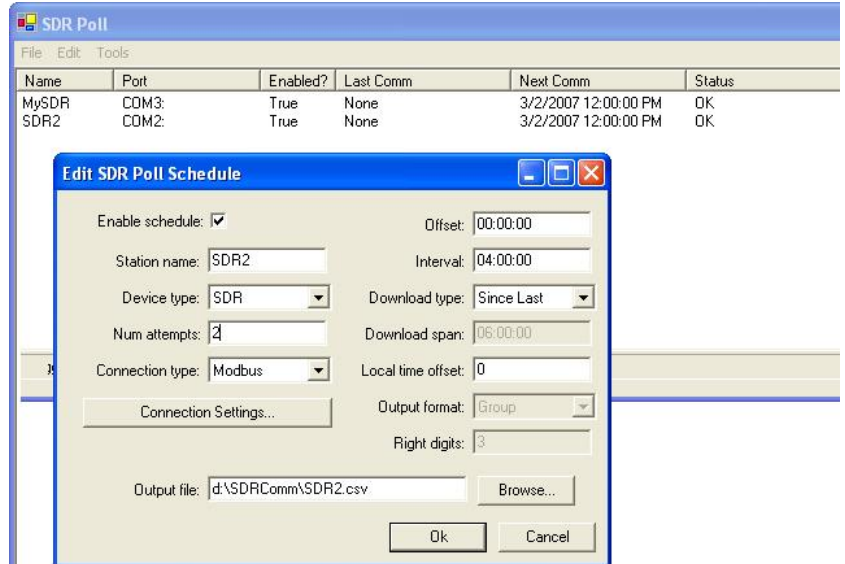 SDR Poll
File Edit Tools
Name Port Enabled? Last Comm Next Comm Status
MySDR COM3: True None 3/2/2007 12:00:00 PM OK
SDR2 COM2: True None 3/2/2007 12:00:00 PM OK
Edit SDR Poll Schedule
Enable schedule: Offset: 00:00:00
Station name: SDR2 Interval: 04:00:00
Device type: SDR Download type: Since Last
Num attempts: 2 Download span: 06:00:00
Connection type: Modbus Local time offset: 0
Connection Settings... Output format: Group
Right digits: 3
Output file: d:\SDRComm\SDR2.csv Browse...
Ok Cancel